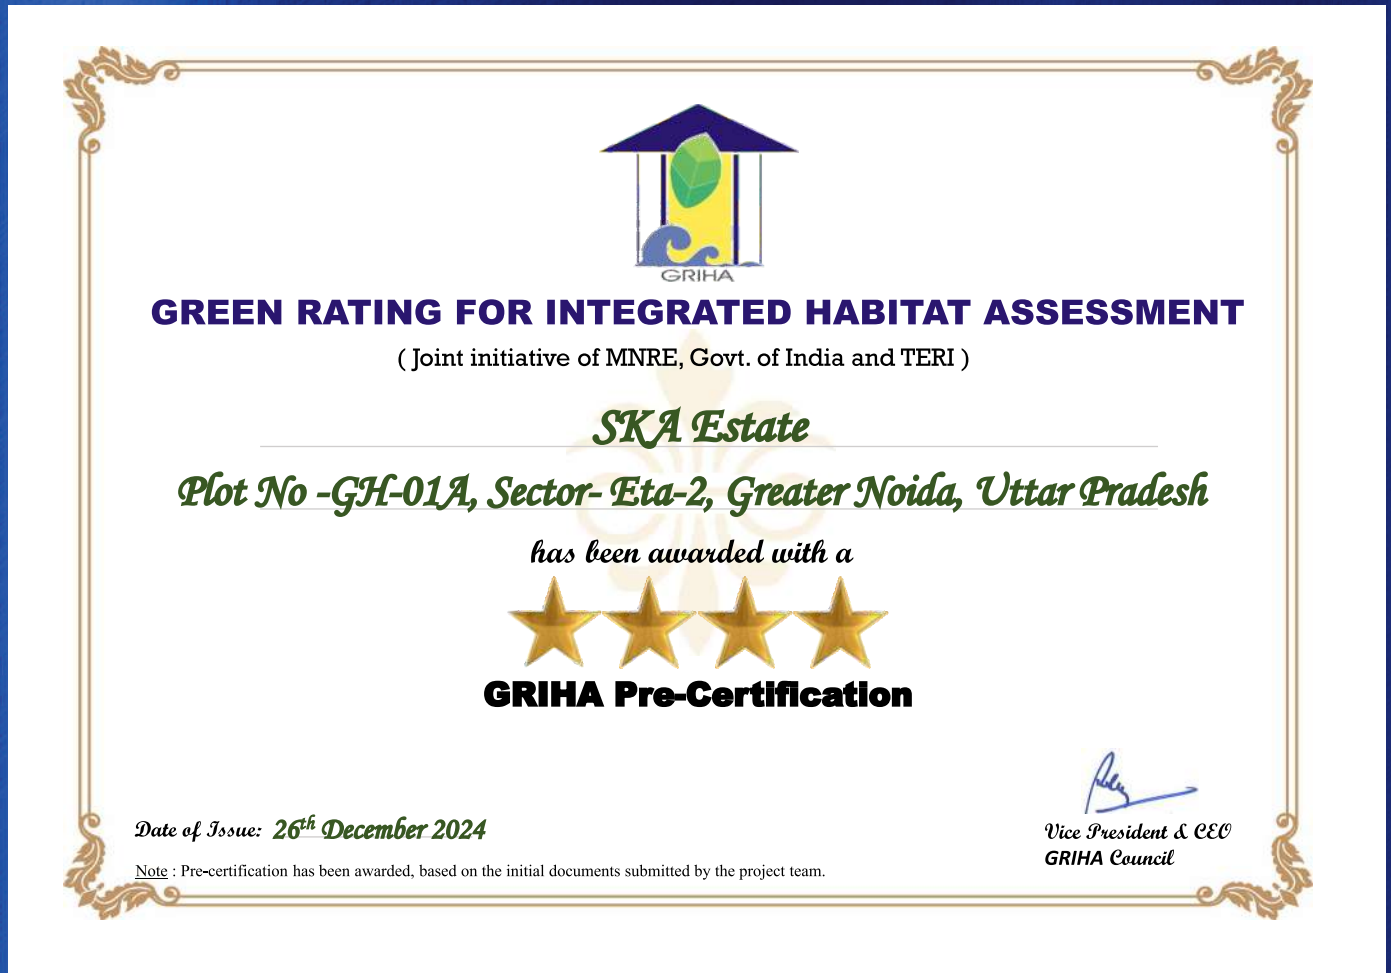 GRIHA
GREEN RATING FOR INTEGRATED HABITAT ASSESSMENT
( Joint initiative of MNRE, Govt. of India and TERI )
SKA Estate
Plot No -GH-01A, Sector- Eta-2, Greater Noida, Uttar Pradesh
has been awarded with a
GRIHA Pre-Certification
Date of Issue: 26th December 2024
Vice President & CEO
GRIHA Council
Note : Pre-certification has been awarded, based on the initial documents submitted by the project team.